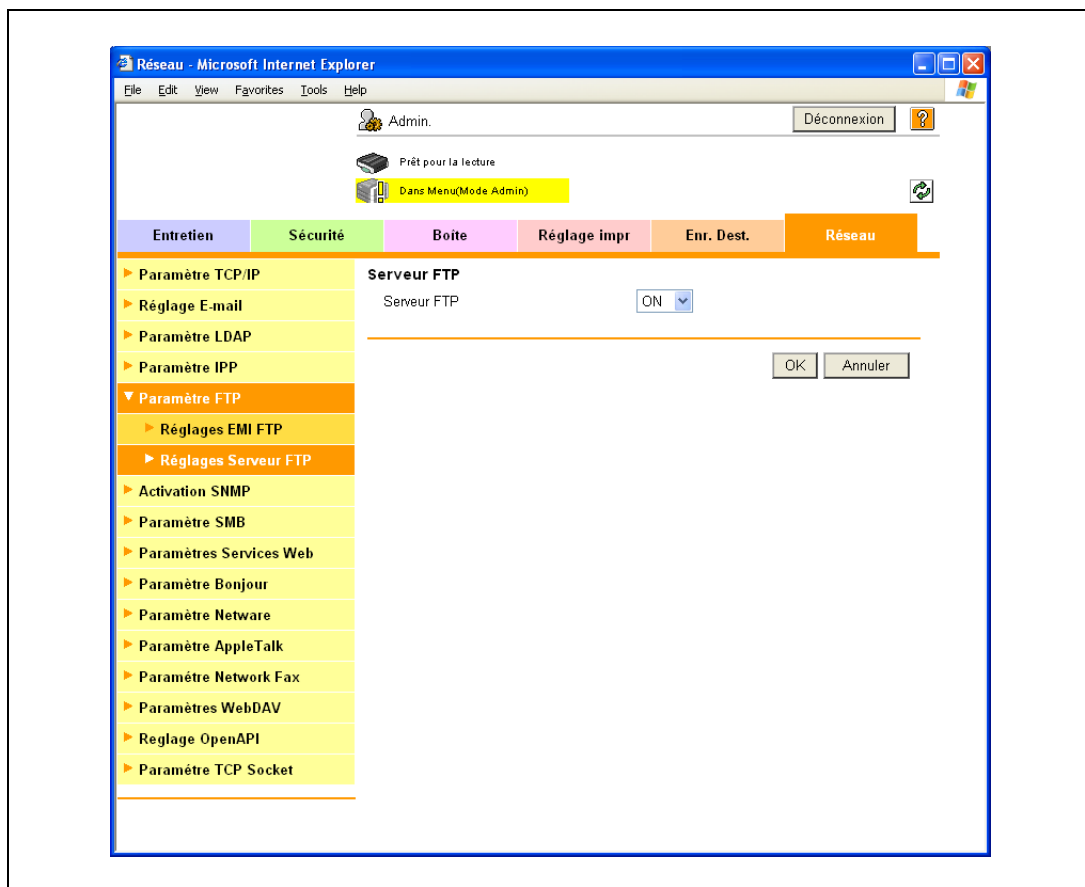 Réseau - Microsoft Internet Explorer
File Edit View Favorites Tools Help
Admin.
Déconnexion
?
Prêt pour la lecture
Dans Menu(Mode Admin)
Entretien
Sécurité
Boîte
Réglage impr
Enr. Dest.
Réseau
Paramètre TCP/IP
Réglage E-mail
Paramètre LDAP
Paramètre IPP
Paramètre FTP
Réglages EMI FTP
Réglages Serveur FTP
Activation SNMP
Paramètre SMB
Paramètres Services Web
Paramètre Bonjour
Paramètre Netware
Paramètre AppleTalk
Paramétre Network Fax
Paramètres WebDAV
Reglage OpenAPI
Paramétre TCP Socket
Serveur FTP
Serveur FTP
ON
OK
Annuler